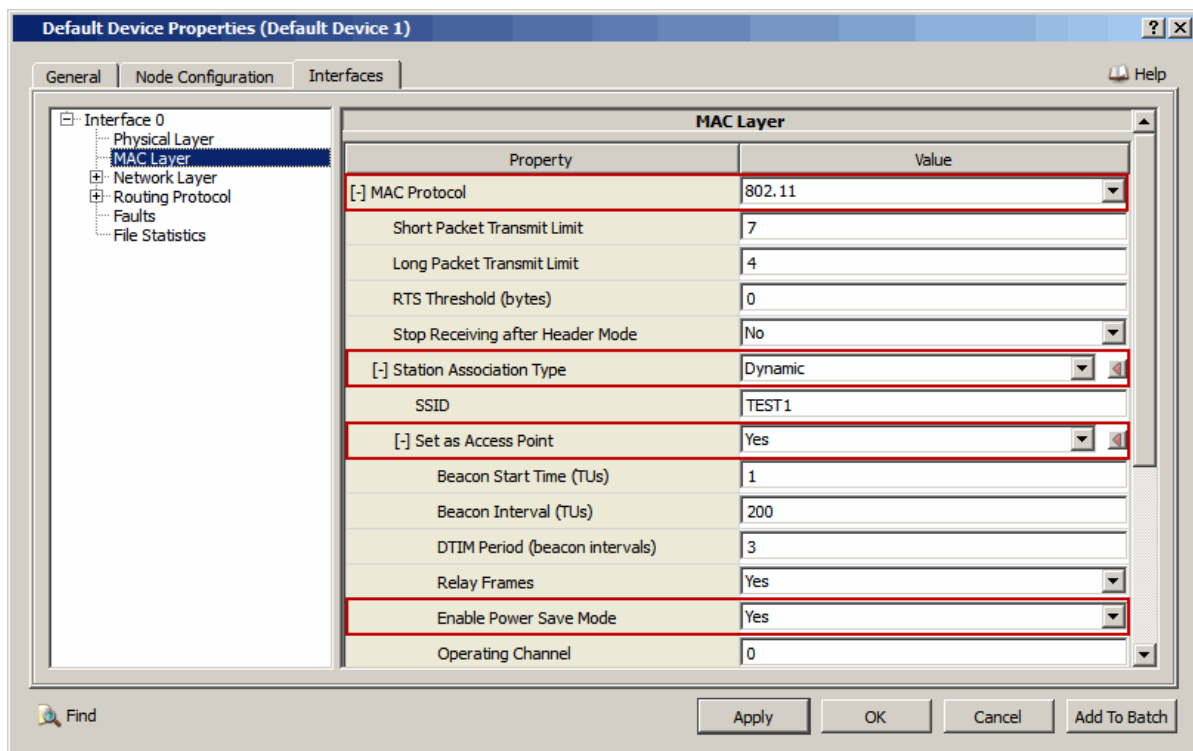 Default Device Properties (Default Device 1)
General Node Configuration Interfaces Help
Interface 0
Physical Layer
MAC Layer
Network Layer
Routing Protocol
Faults
File Statistics
MAC Layer
Property Value
[-] MAC Protocol 802.11
Short Packet Transmit Limit 7
Long Packet Transmit Limit 4
RTS Threshold (bytes) 0
Stop Receiving after Header Mode No
[-] Station Association Type Dynamic
SSID TEST1
[-] Set as Access Point Yes
Beacon Start Time (TUs) 1
Beacon Interval (TUs) 200
DTIM Period (beacon intervals) 3
Relay Frames Yes
Enable Power Save Mode Yes
Operating Channel 0
Find Apply OK Cancel Add To Batch